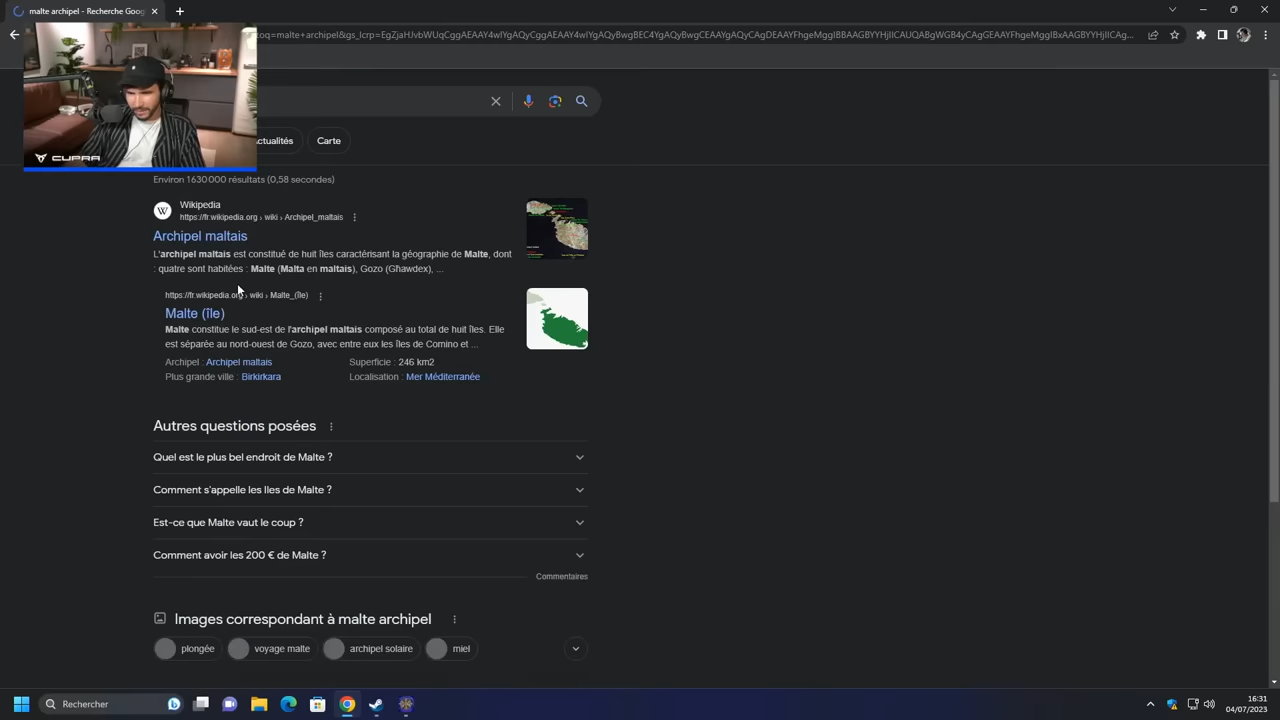 malte archipel - Recherche Goo
CUPRA
Actualités
Carte
Environ 1 630 000 résultats (0,58 secondes)
Wikipedia
https://fr.wikipedia.org › wiki › Archipel_maltais
Archipel maltais
L'archipel maltais est constitué de huit îles caractérisant la géographie de Malte, dont
: quatre sont habitées : Malte (Malta en maltais), Gozo (Għawdex), ...
https://fr.wikipedia.org › wiki › Malte_(île)
Malte (île)
Malte constitue le sud-est de l'archipel maltais composé au total de huit îles. Elle
est séparée au nord-ouest de Gozo, avec entre eux les îles de Comino et ...
Archipel : Archipel maltais
Superficie : 246 km2
Plus grande ville : Birkirkara
Localisation : Mer Méditerranée
Autres questions posées
Quel est le plus bel endroit de Malte ?
Comment s'appelle les Iles de Malte ?
Est-ce que Malte vaut le coup ?
Comment avoir les 200 € de Malte ?
Commentaires
Images correspondant à malte archipel
plongée
voyage malte
archipel solaire
miel
Rechercher
16:31
04/07/2023